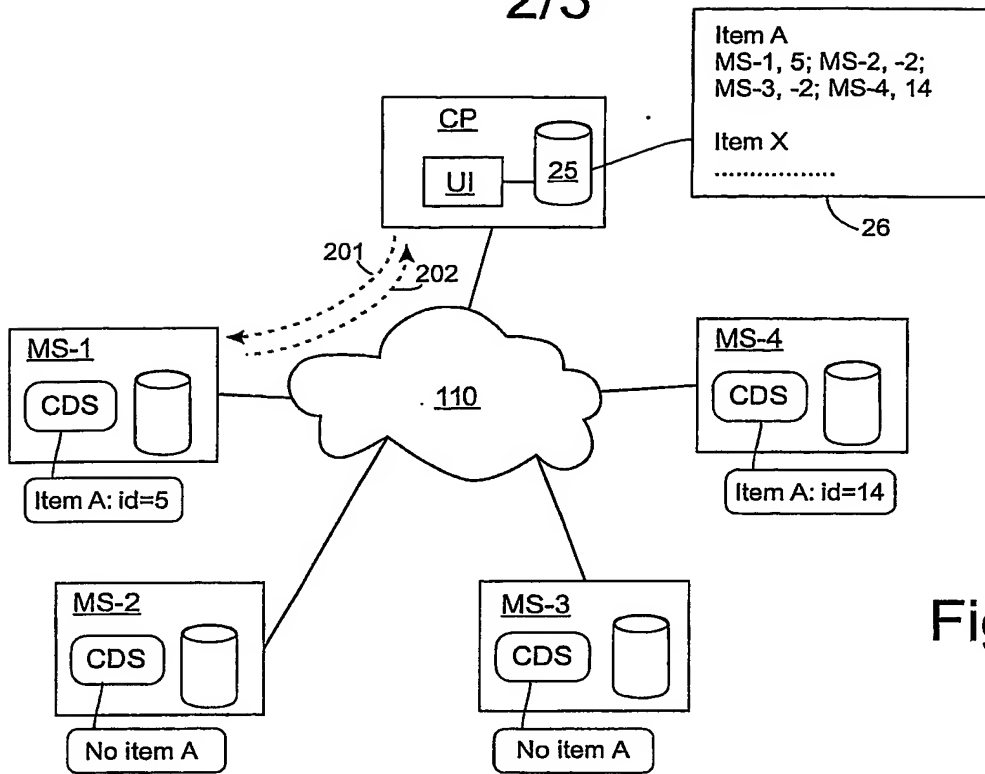 2/3
Item A
MS-1, 5; MS-2, -2;
MS-3, -2; MS-4, 14
Item X
.................
26
CP
UI
25
201
202
MS-1
CDS
Item A: id=5
110
MS-4
CDS
Item A: id=14
MS-2
CDS
No item A
MS-3
CDS
No item A